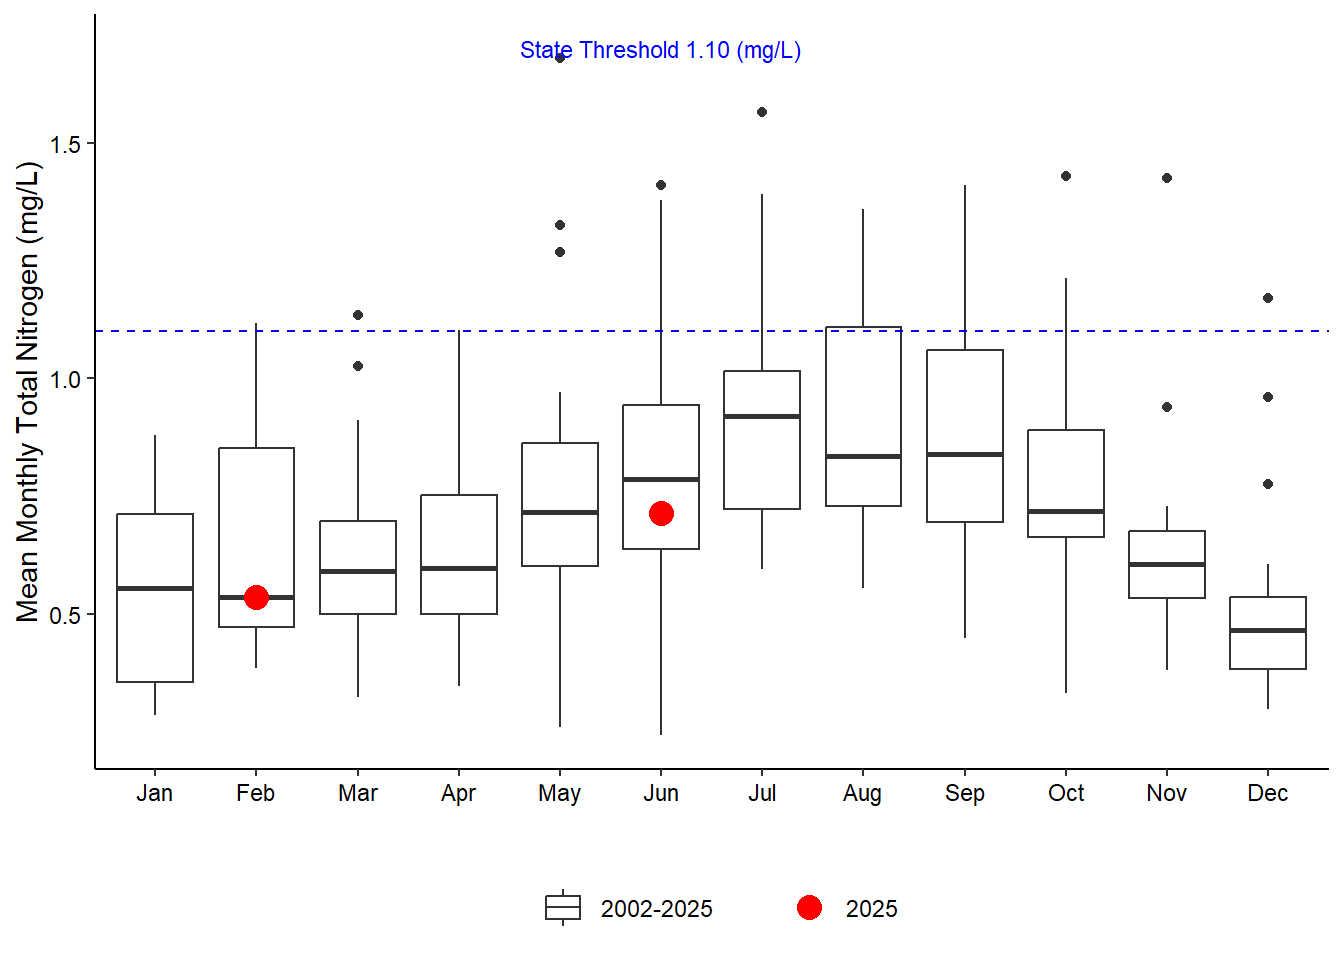 State Threshold 1.10 (mg/L)
Mean Monthly Total Nitrogen (mg/L)
1.5
1.0
0.5
Jan Feb Mar Apr May Jun Jul Aug Sep Oct Nov Dec
2002-2025 2025